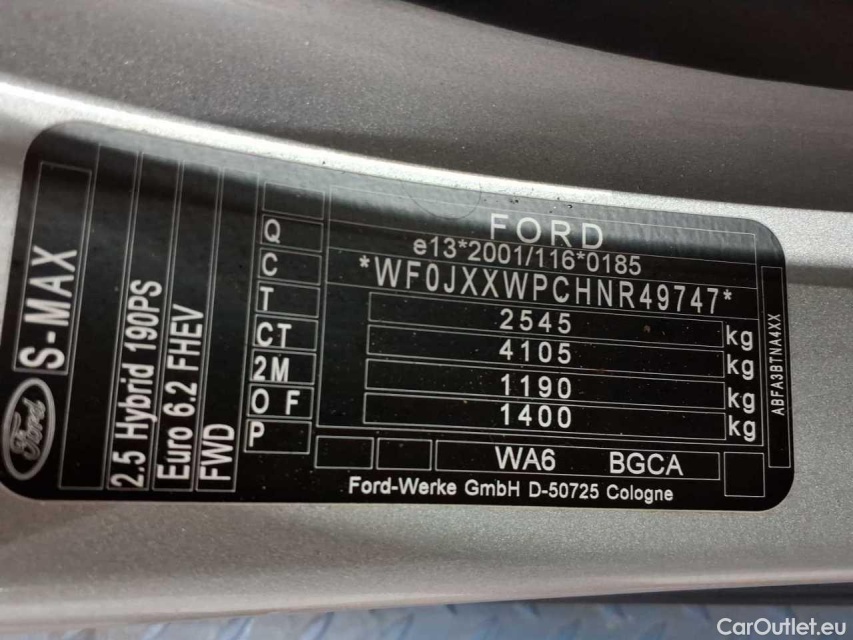 FORD
e13*2001/116*0185
*WF0JXXWPCHNR49747*
2545 kg
4105 kg
1190 kg
1400 kg
WA6 BGCA
Ford-Werke GmbH D-50725 Cologne
Q
C
T
CT
2M
O F
P
S-MAX
2.5 Hybrid 190PS
Euro 6.2 FHEV
FWD
Ford
ABFA3BTNA4XX
CarOutlet.eu